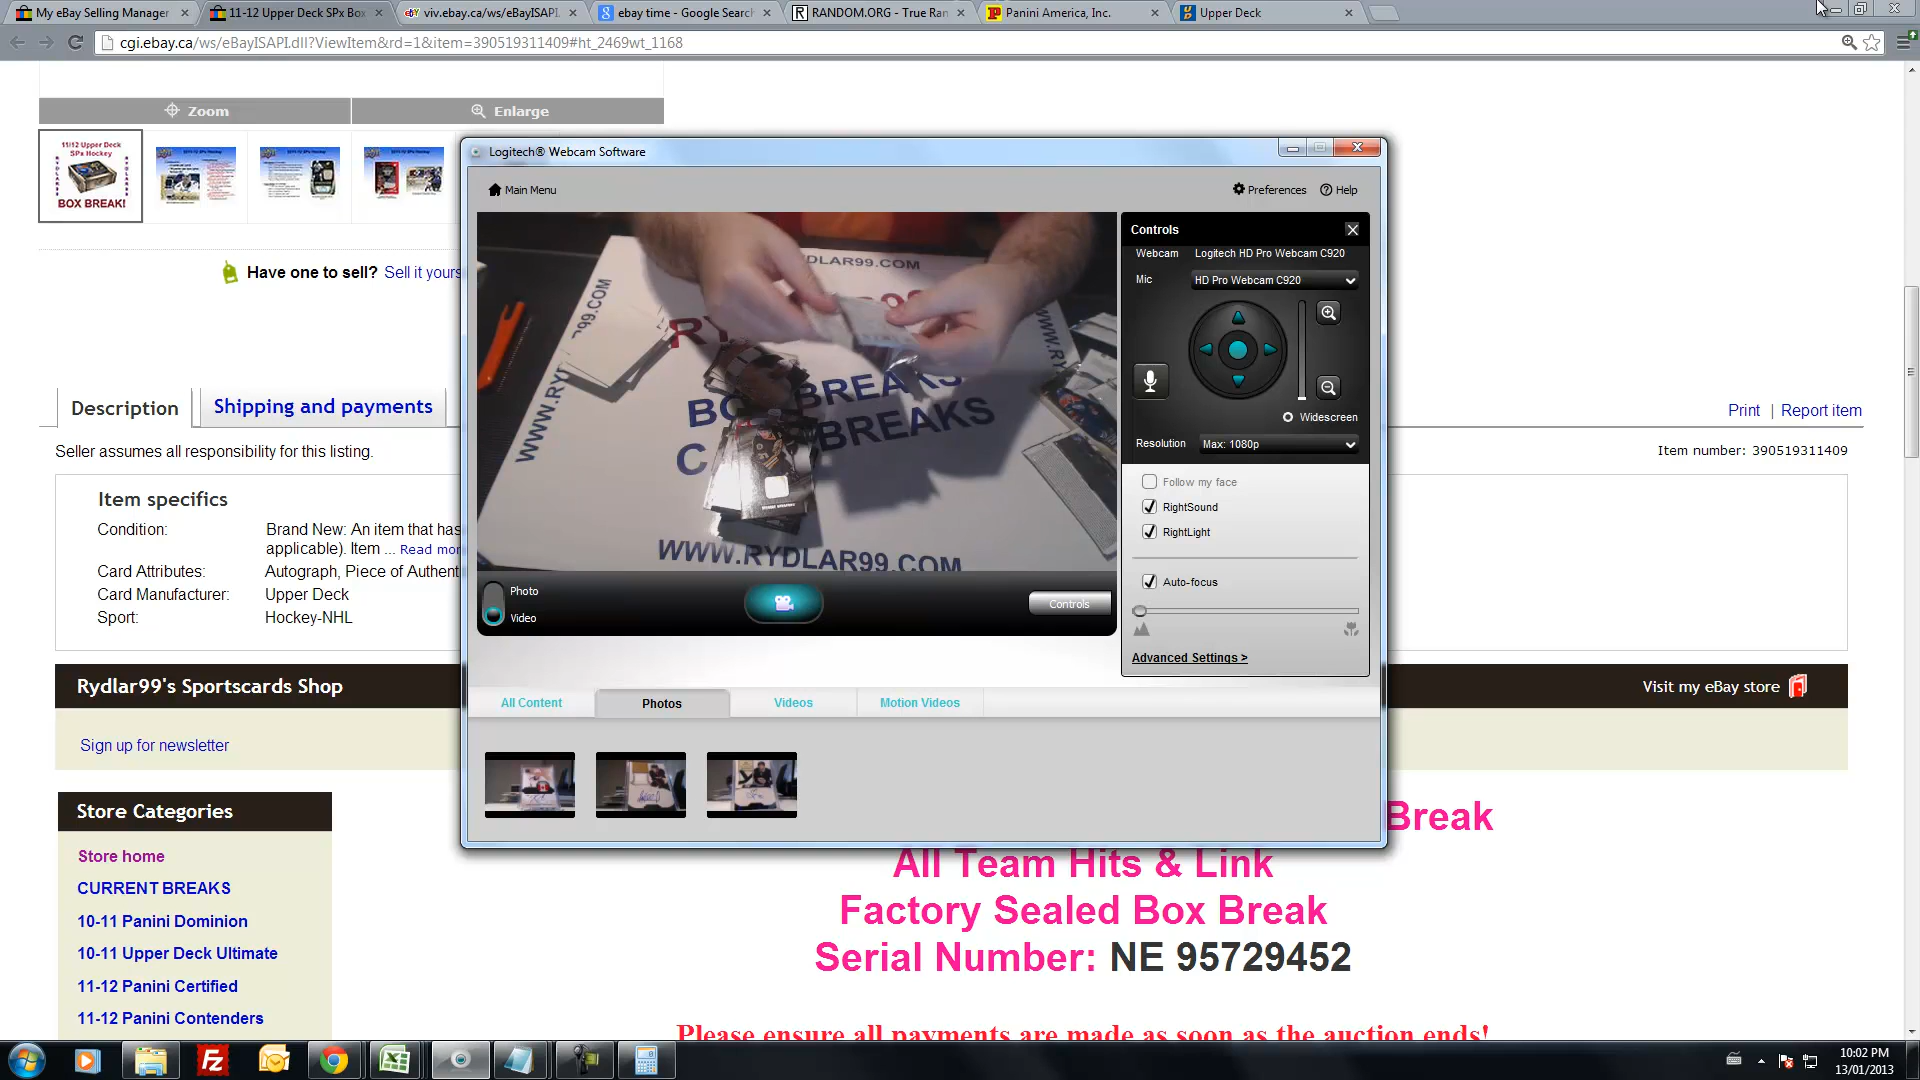 My eBay Selling Manager
11-12 Upper Deck SPx Box
viv.ebay.ca/ws/eBayISAPI.
ebay time - Google Search
RANDOM.ORG - True Ran
Panini America, Inc.
Upper Deck
cgi.ebay.ca/ws/eBayISAPI.dll?ViewItem&rd=1&item=390519311409#ht_2469wt_1168
Zoom
Enlarge
11/12 Upper Deck
SPx Hockey
BOX BREAK!
Have one to sell? Sell it yours
Description
Shipping and payments
Print | Report item
Seller assumes all responsibility for this listing.
Item number: 390519311409
Item specifics
Condition:
Brand New: An item that has
applicable). Item ... Read mor
Card Attributes:
Autograph, Piece of Authent
Card Manufacturer:
Upper Deck
Sport:
Hockey-NHL
Rydlar99's Sportscards Shop
Visit my eBay store
Sign up for newsletter
Store Categories
Store home
CURRENT BREAKS
10-11 Panini Dominion
10-11 Upper Deck Ultimate
11-12 Panini Certified
11-12 Panini Contenders
Logitech® Webcam Software
Main Menu
Preferences
Help
DLAR99.COM
WWW.RYD
BREAKS
BREAKS
WWW.RYDLAR99.COM
Photo
Video
Controls
Controls
Webcam
Logitech HD Pro Webcam C920
Mic
HD Pro Webcam C920
Widescreen
Resolution
Max: 1080p
Follow my face
RightSound
RightLight
Auto-focus
Advanced Settings >
All Content
Photos
Videos
Motion Videos
Break
All Team Hits & Link
Factory Sealed Box Break
Serial Number: NE 95729452
Please ensure all payments are made as soon as the auction ends!
10:02 PM
13/01/2013